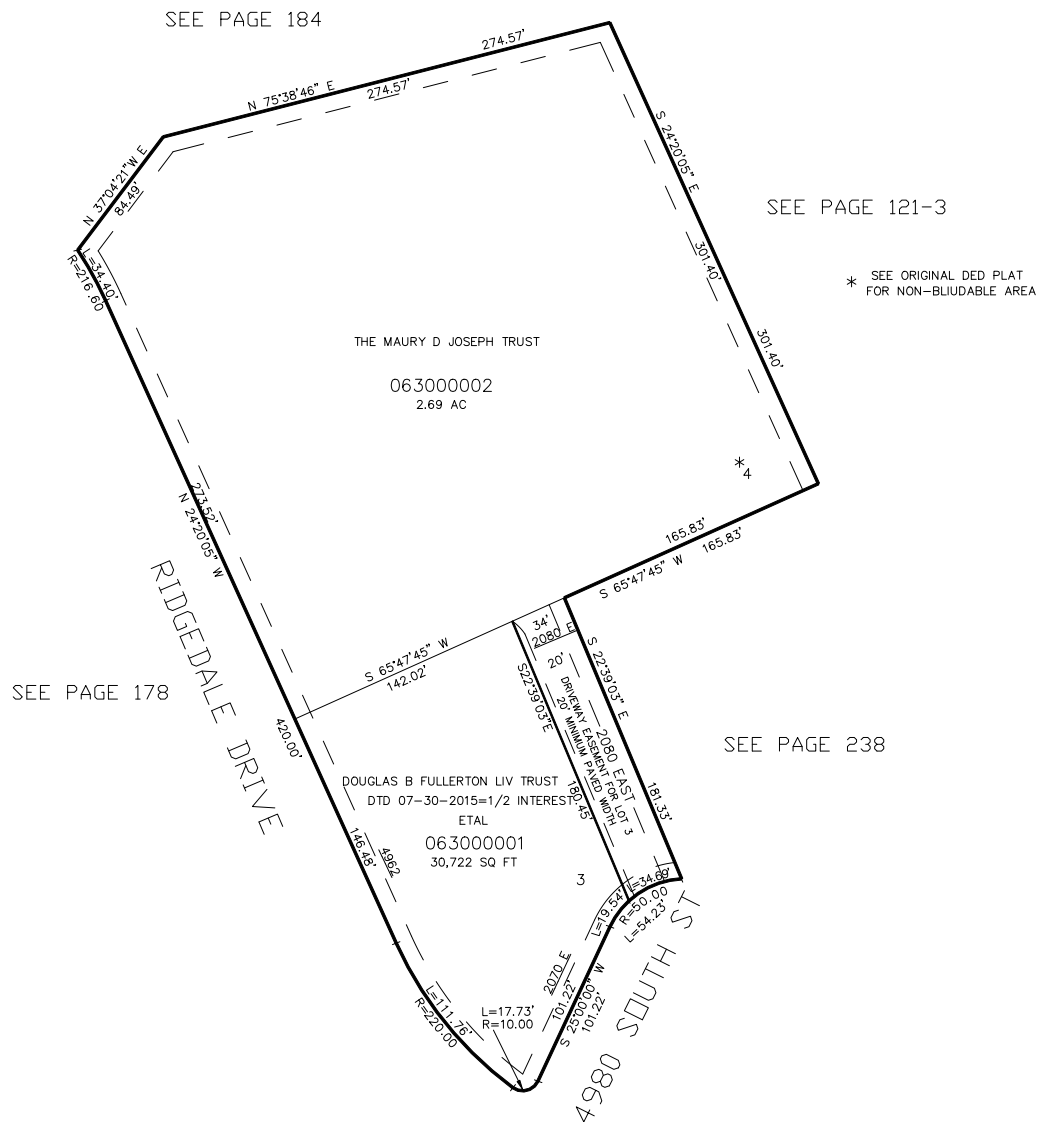 SEE PAGE 184
274.57'
N 75°38'46" E
274.57'
N 37°04'21"W E
84.49'
S 24°20'05" E
SEE PAGE 121-3
L=34.40'
R=216.60
301.40'
* SEE ORIGINAL DED PLAT
FOR NON-BLIUDABLE AREA
301.40'
THE MAURY D JOSEPH TRUST
063000002
2.69 AC
* 4
273.52'
N 24°20'05" W
165.83'
165.83'
S 65°47'45" W
RIDGEDALE DRIVE
34'
2080 E
S 65°47'45" W
142.02'
20'
S22°39'03"E
S 22°39'03" E
SEE PAGE 178
DRIVEWAY EASEMENT FOR LOT 3
20' MINIMUM PAVED WIDTH
2080 EAST
420.00'
SEE PAGE 238
DOUGLAS B FULLERTON LIV TRUST
DTD 07-30-2015=1/2 INTEREST
ETAL
063000001
30,722 SQ FT
180.45'
181.33'
146.48'
4962
3
L=34.69'
L=19.54'
R=50.00
L=54.23'
4980 SOUTH ST
2070 E
101.22'
S 25°00'00" W
101.22'
L=111.76'
R=220.00
L=17.73'
R=10.00